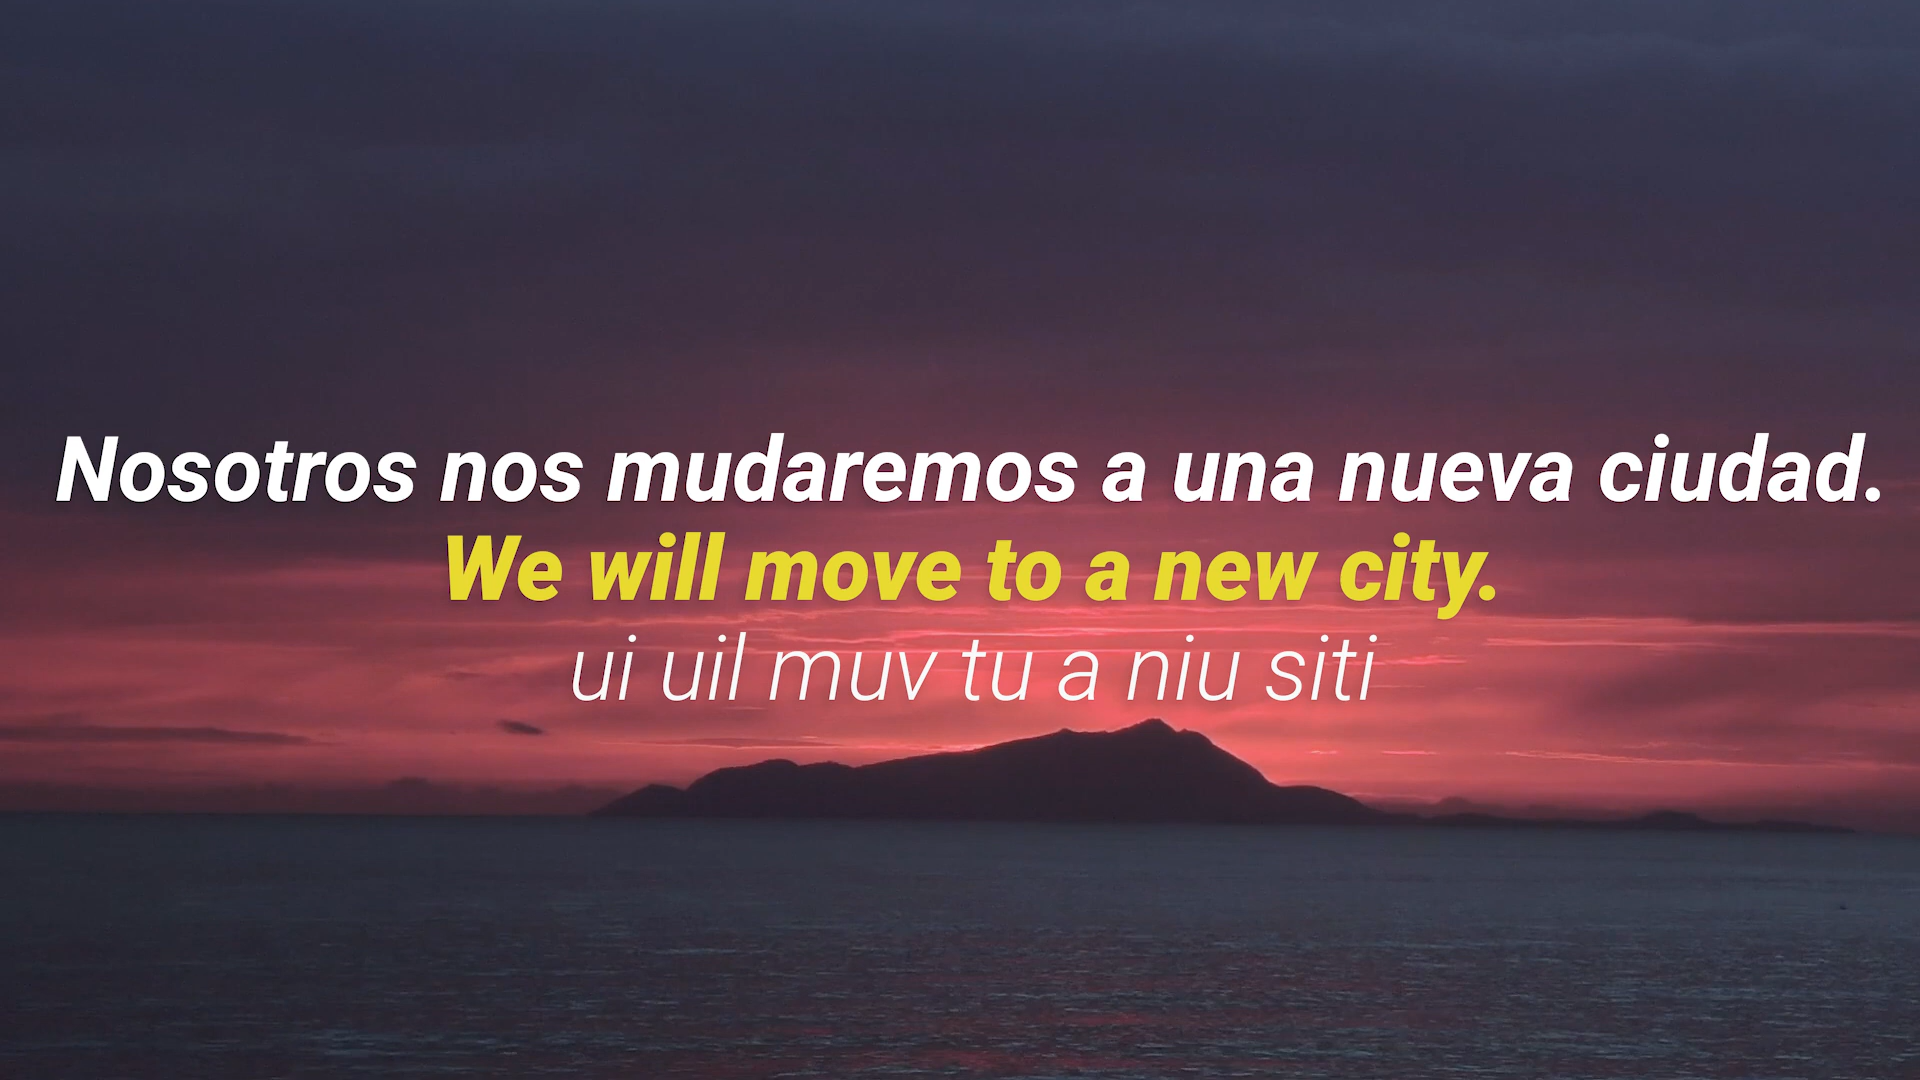 Nosotros nos mudaremos a una nueva ciudad.
We will move to a new city.
ui uil muv tu a niu siti